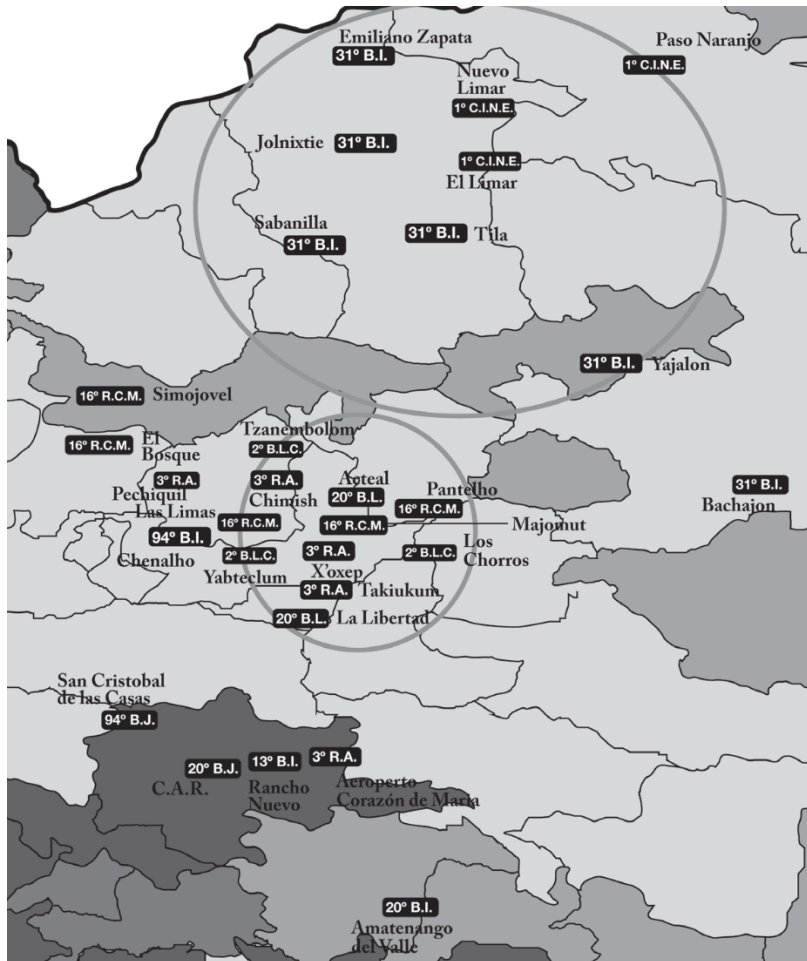 Emiliano Zapata
31º B.I.
Paso Naranjo
1º C.I.N.E.
Nuevo
Limar
1º C.I.N.E.
Jolnixtie
31º B.I.
1º C.I.N.E.
El Limar
Sabanilla
31º B.I.
31º B.I.
Tila
31º B.I.
Yajalon
16º R.C.M.
Simojovel
16º R.C.M.
El
Bosque
Tzanembolom
2º B.L.C.
3º R.A.
Pechiquil
3º R.A.
Chimish
Acteal
20º B.L.
Pantelho
16º R.C.M.
31º B.I.
Bachajon
Las Limas
94º B.I.
Chenalho
16º R.C.M.
16º R.C.M.
Majomut
2º B.L.C.
Yabteclum
3º R.A.
X'oxep
2º B.L.C.
Los
Chorros
3º R.A.
Takiukum
20º B.L.
La Libertad
San Cristobal
de las Casas
94º B.J.
20º B.J.
C.A.R.
13º B.I.
Rancho
Nuevo
3º R.A.
Aeroperto
Corazón de María
20º B.I.
Amatenango
del Valle